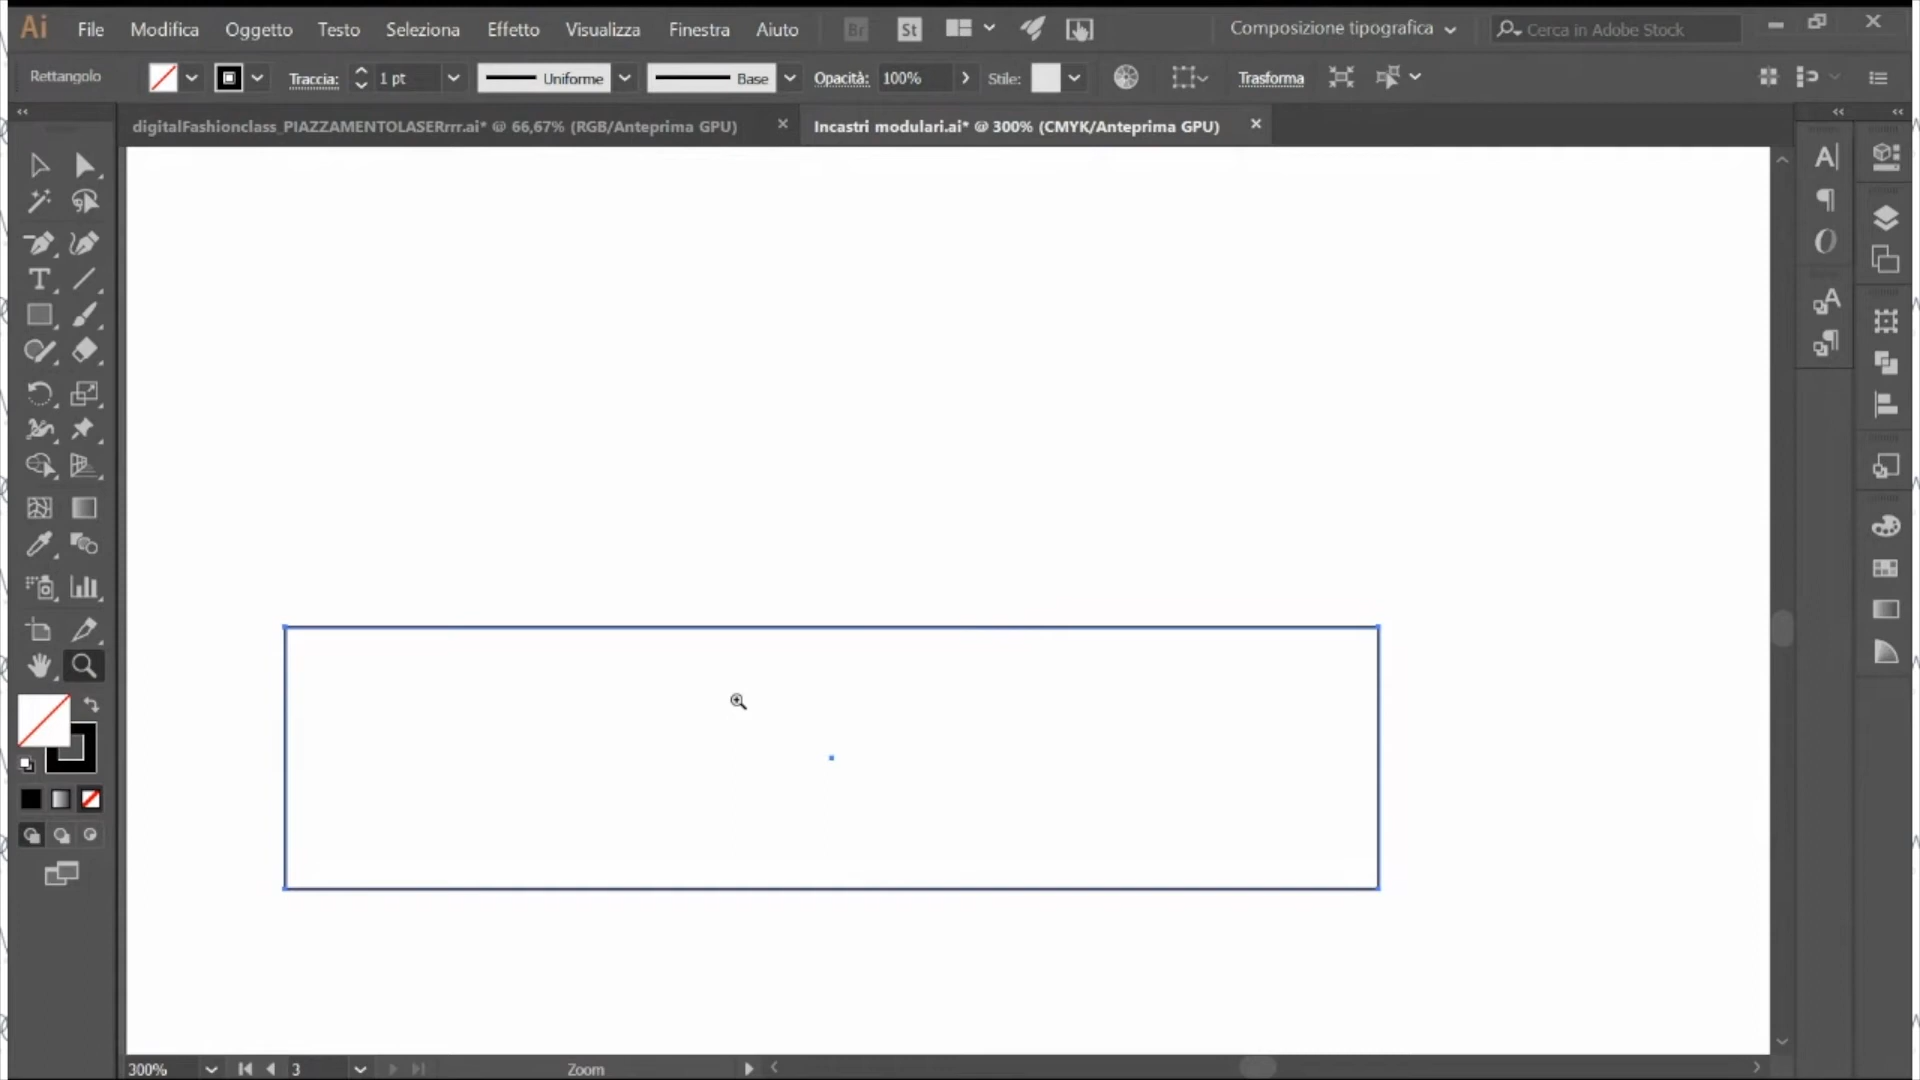 Ai File Modifica Oggetto Testo Seleziona Effetto Visualizza Finestra Aiuto Br St Composizione tipografica Cerca in Adobe Stock
Rettangolo Traccia: 1 pt Uniforme Base Opacità: 100% Stile: Trasforma
digitalFashionclass_PIAZZAMENTOLASERrrr.ai* @ 66,67% (RGB/Anteprima GPU) Incastri modulari.ai* @ 300% (CMYK/Anteprima GPU)
300% 3 Zoom